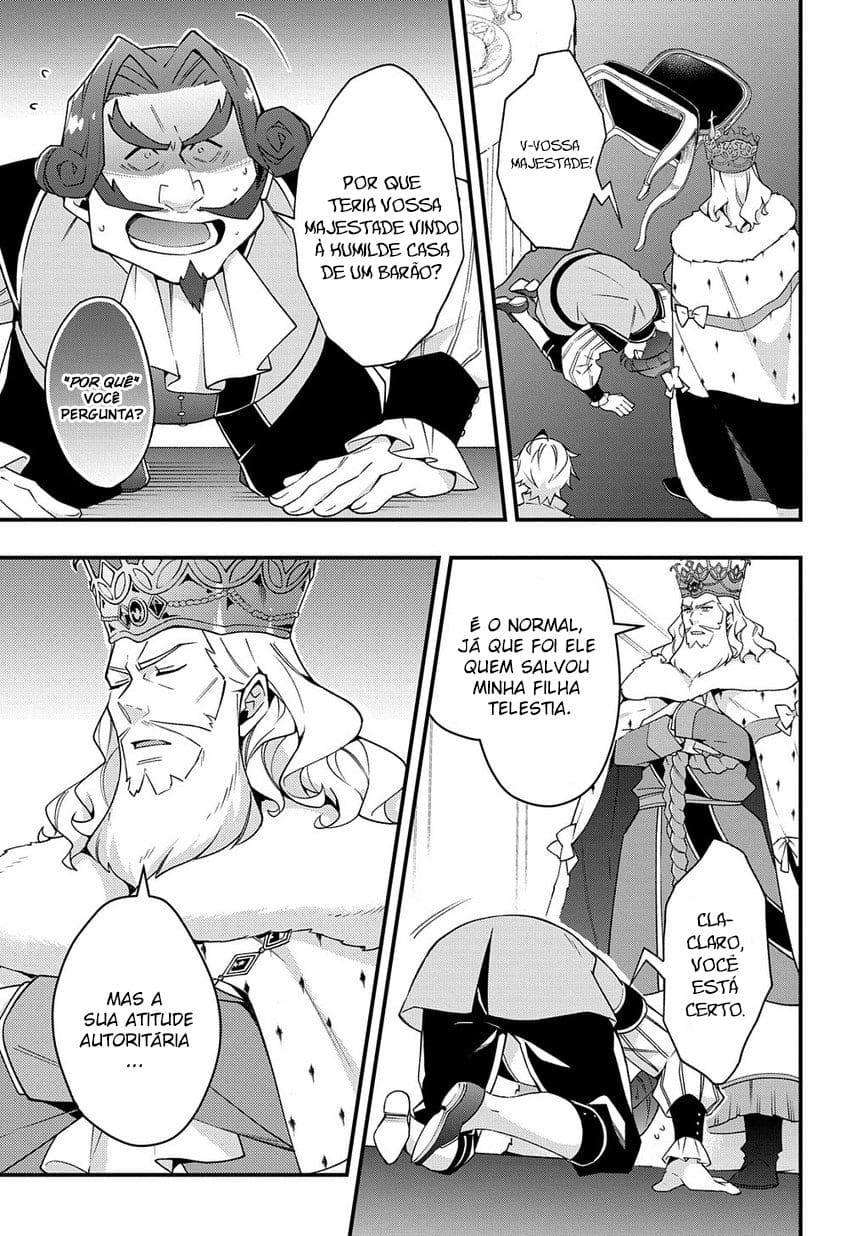 V-VOSSA
MAJESTADE!
POR QUE
TERIA VOSSA
MAJESTADE VINDO
À HUMILDE CASA
DE UM BARÃO?
"POR QUÊ"
VOCÊ
PERGUNTA?
É O NORMAL,
JÁ QUE FOI ELE
QUEM SALVOU
MINHA FILHA
TELESTIA.
CLA-
CLARO,
VOCÊ
ESTÁ
CERTO.
MAS A
SUA ATITUDE
AUTORITÁRIA
...